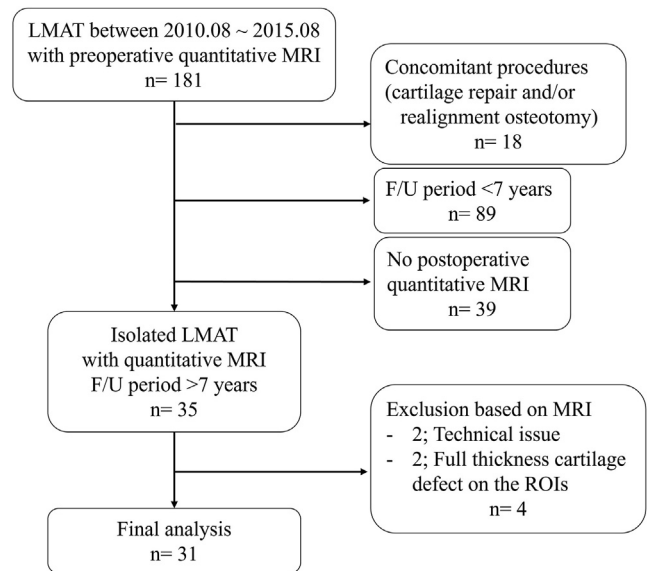 LMAT between 2010.08 ~ 2015.08
with preoperative quantitative MRI
n= 181
Concomitant procedures
(cartilage repair and/or
realignment osteotomy)
n= 18
F/U period <7 years
n= 89
No postoperative
quantitative MRI
n= 39
Isolated LMAT
with quantitative MRI
F/U period >7 years
n= 35
Exclusion based on MRI
- 2; Technical issue
- 2; Full thickness cartilage
defect on the ROIs
n= 4
Final analysis
n= 31